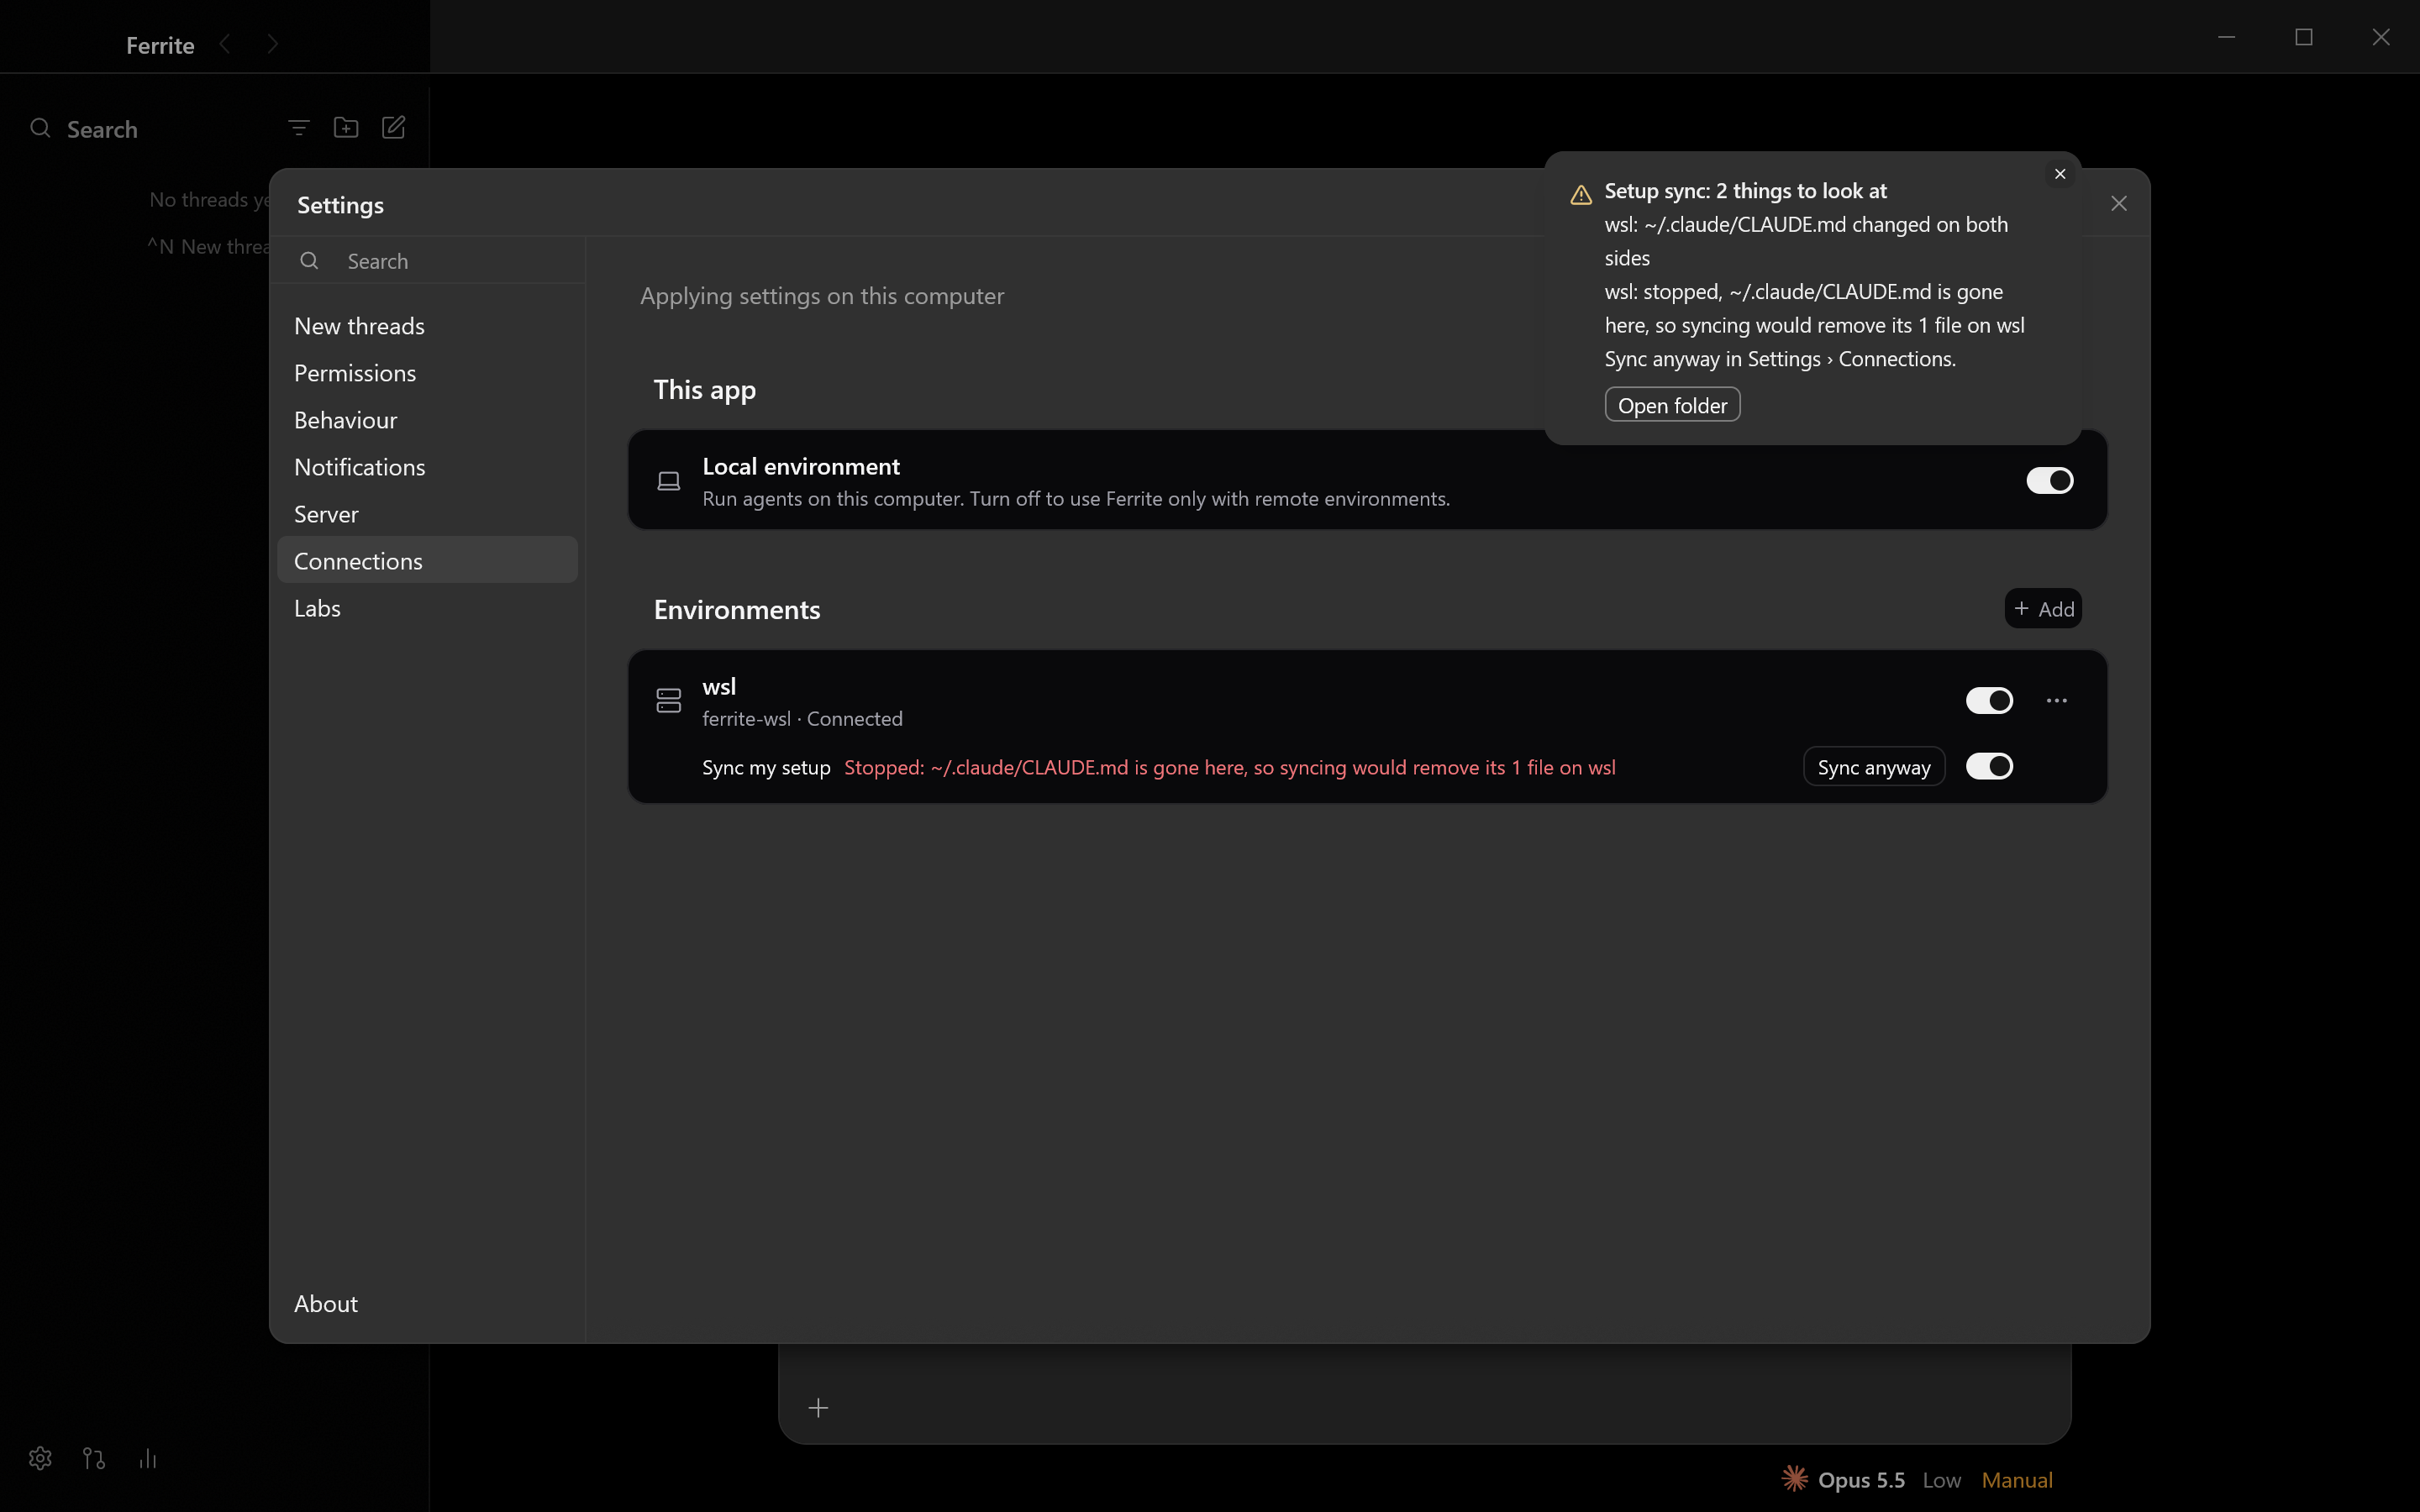 Ferrite
Search
No threads ye
^N New threa
Settings
Search
New threads
Permissions
Behaviour
Notifications
Server
Connections
Labs
About
Applying settings on this computer
This app
Local environment
Run agents on this computer. Turn off to use Ferrite only with remote environments.
Environments
+ Add
wsl
ferrite-wsl · Connected
Sync my setup Stopped: ~/.claude/CLAUDE.md is gone here, so syncing would remove its 1 file on wsl
Sync anyway
Setup sync: 2 things to look at
wsl: ~/.claude/CLAUDE.md changed on both
sides
wsl: stopped, ~/.claude/CLAUDE.md is gone
here, so syncing would remove its 1 file on wsl
Sync anyway in Settings › Connections.
Open folder
Opus 5.5 Low Manual